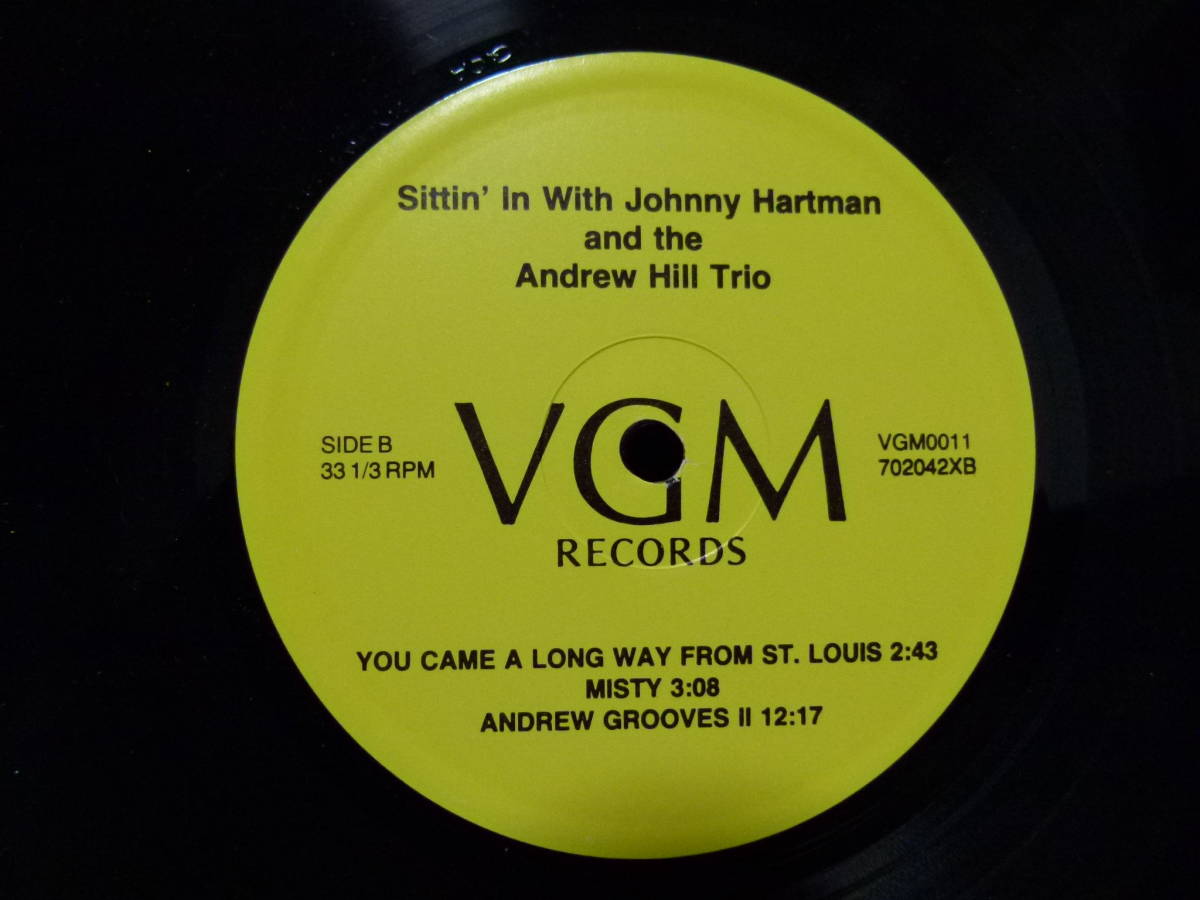 Sittin' In With Johnny Hartman
and the
Andrew Hill Trio
SIDE B
33 1/3 RPM
VGM
RECORDS
VGM0011
702042XB
YOU CAME A LONG WAY FROM ST. LOUIS 2:43
MISTY 3:08
ANDREW GROOVES II 12:17